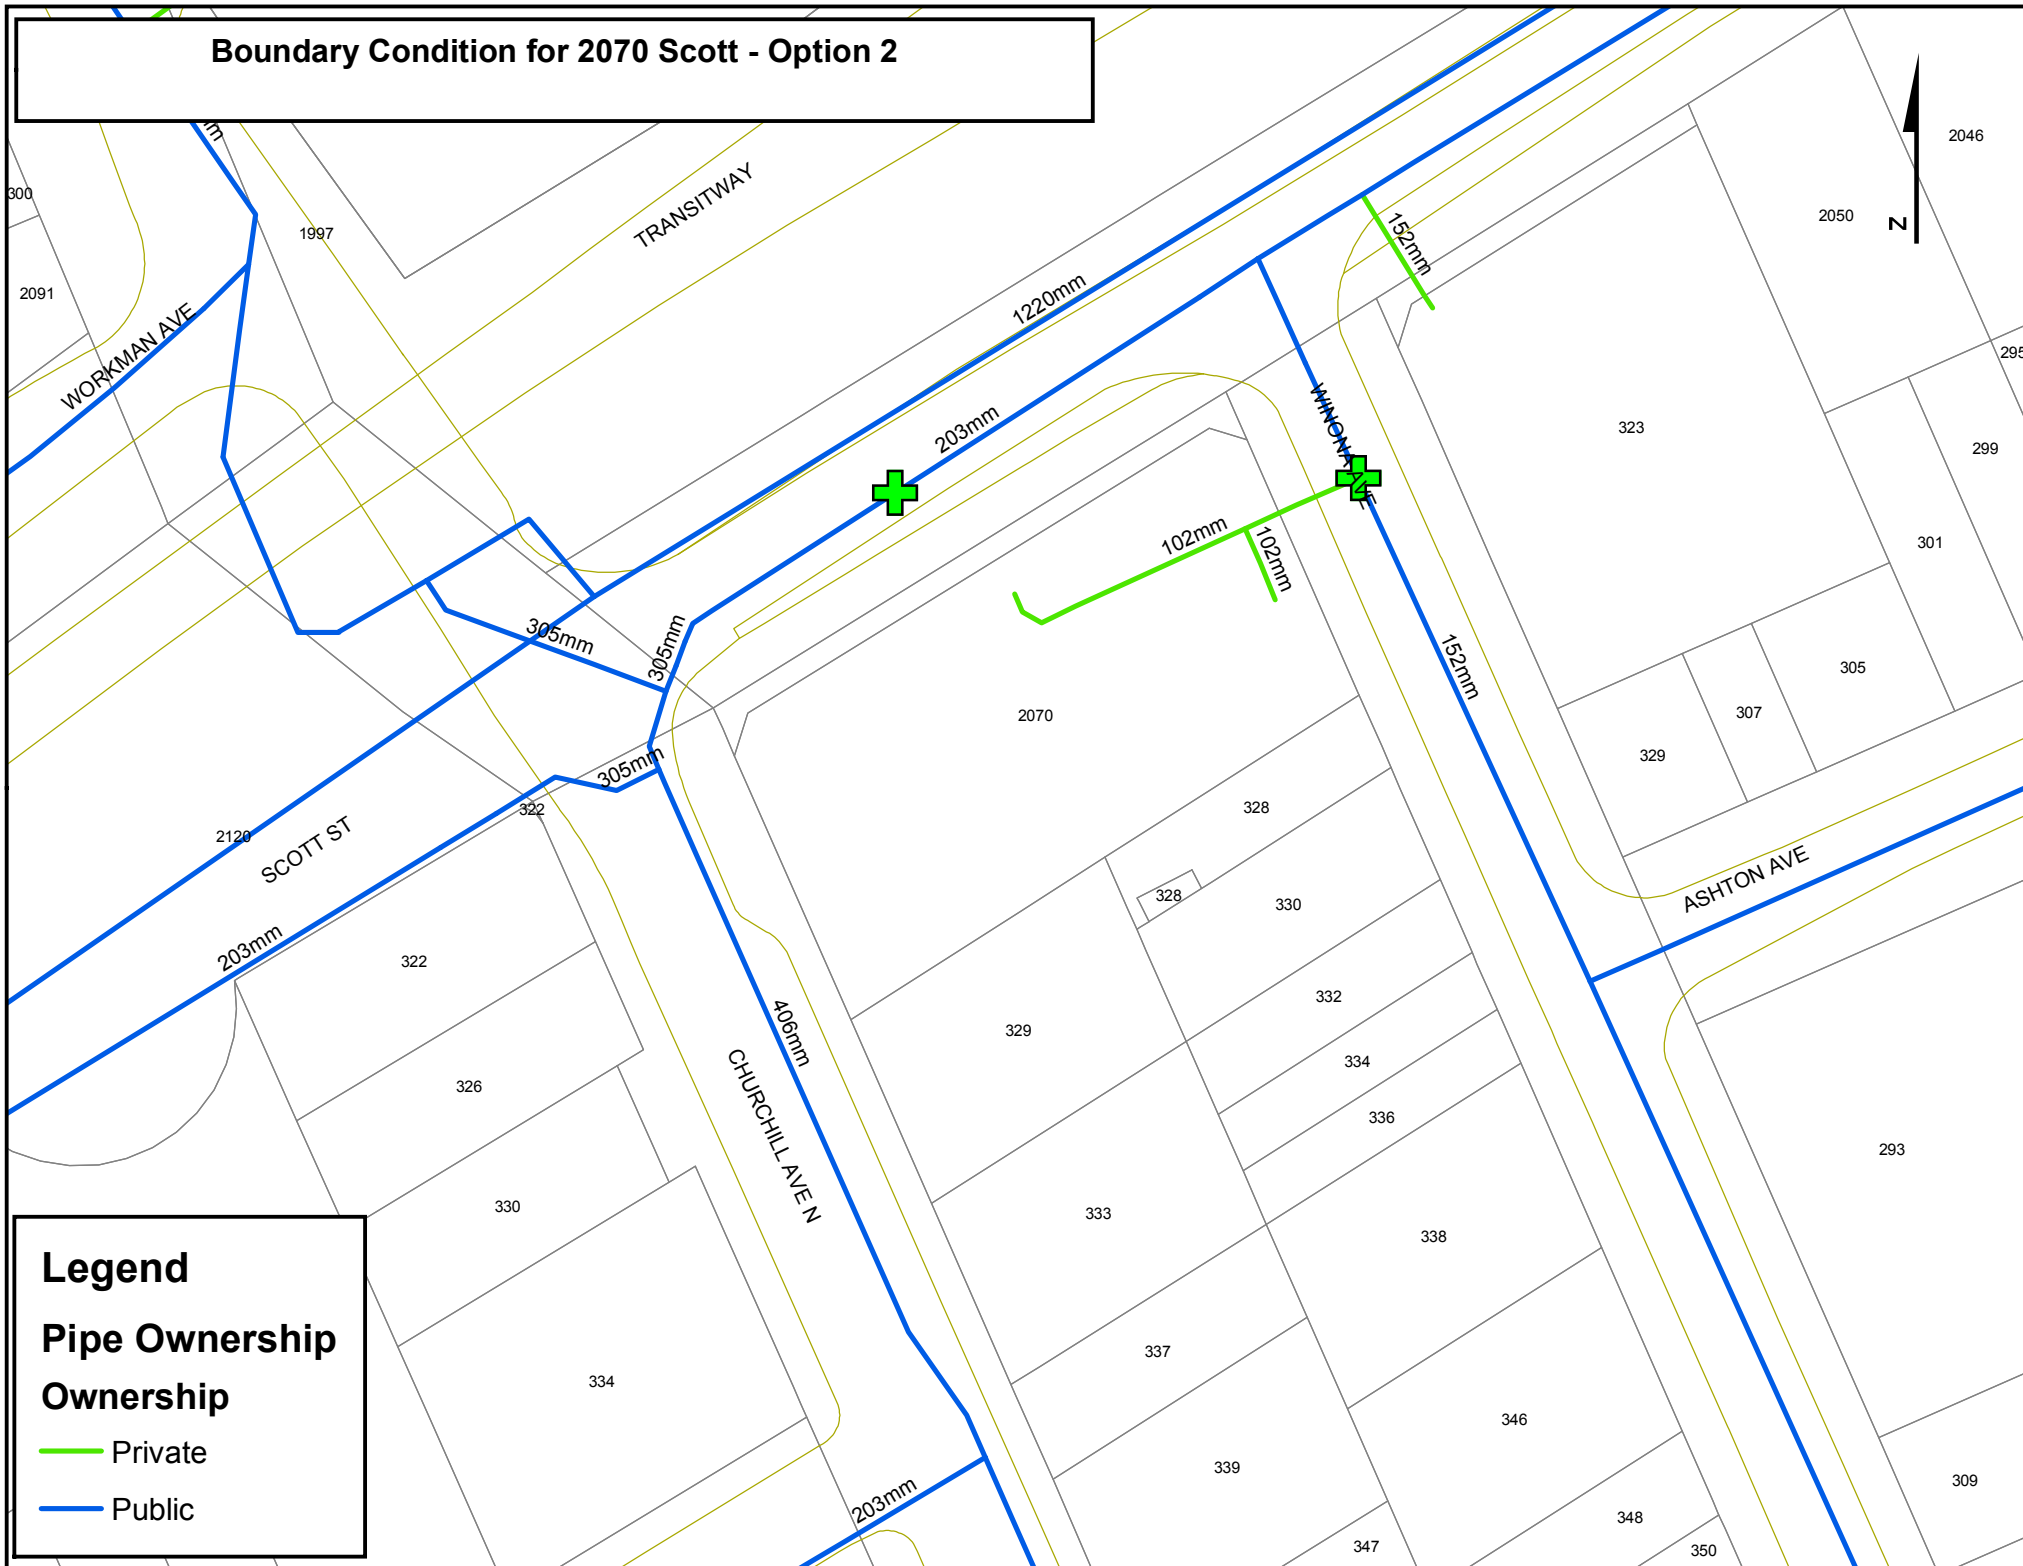 Boundary Condition for 2070 Scott - Option 2
2046
300
TRANSITWAY
2050
1997
152mm
N
2091
1220mm
WORKMAN AVE
295
203mm
WINONA AVE
323
299
102mm
102mm
301
305mm
305mm
152mm
305
2070
307
329
305mm
328
322
2120
SCOTT ST
ASHTON AVE
328
330
203mm
322
332
406mm
329
334
326
CHURCHILL AVE N
336
293
330
333
338
Legend
Pipe Ownership
Ownership
Private
Public
337
334
346
339
309
203mm
348
347
350